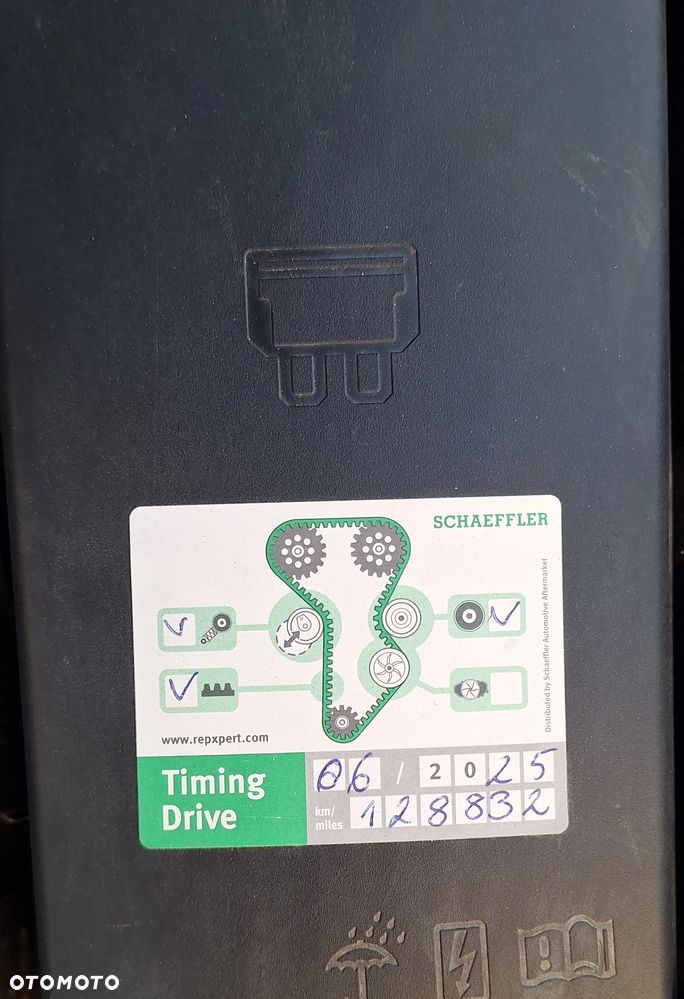 SCHAEFFLER
Distributed by Schaeffler Automotive Aftermarket
www.repxpert.com
Timing
Drive
06 / 2025
km/
miles
128832
OTOMOTO